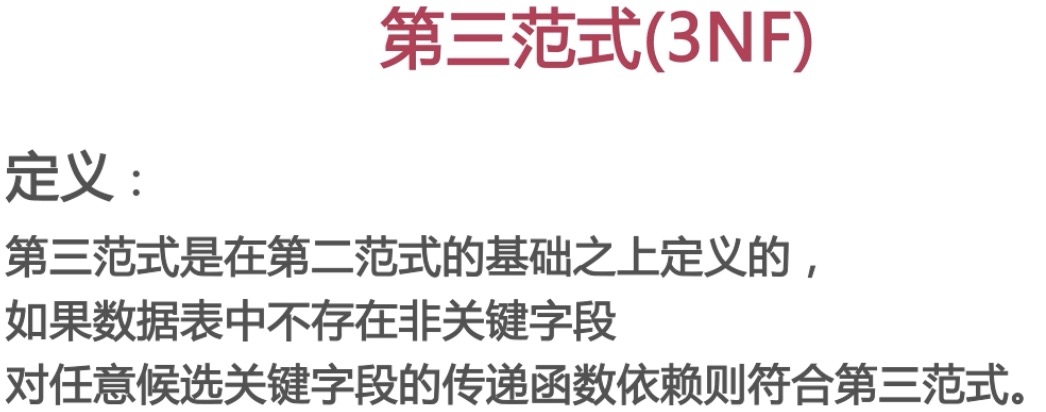 第三范式(3NF)
定义：
第三范式是在第二范式的基础之上定义的，
如果数据表中不存在非关键字段
对任意候选关键字段的传递函数依赖则符合第三范式。